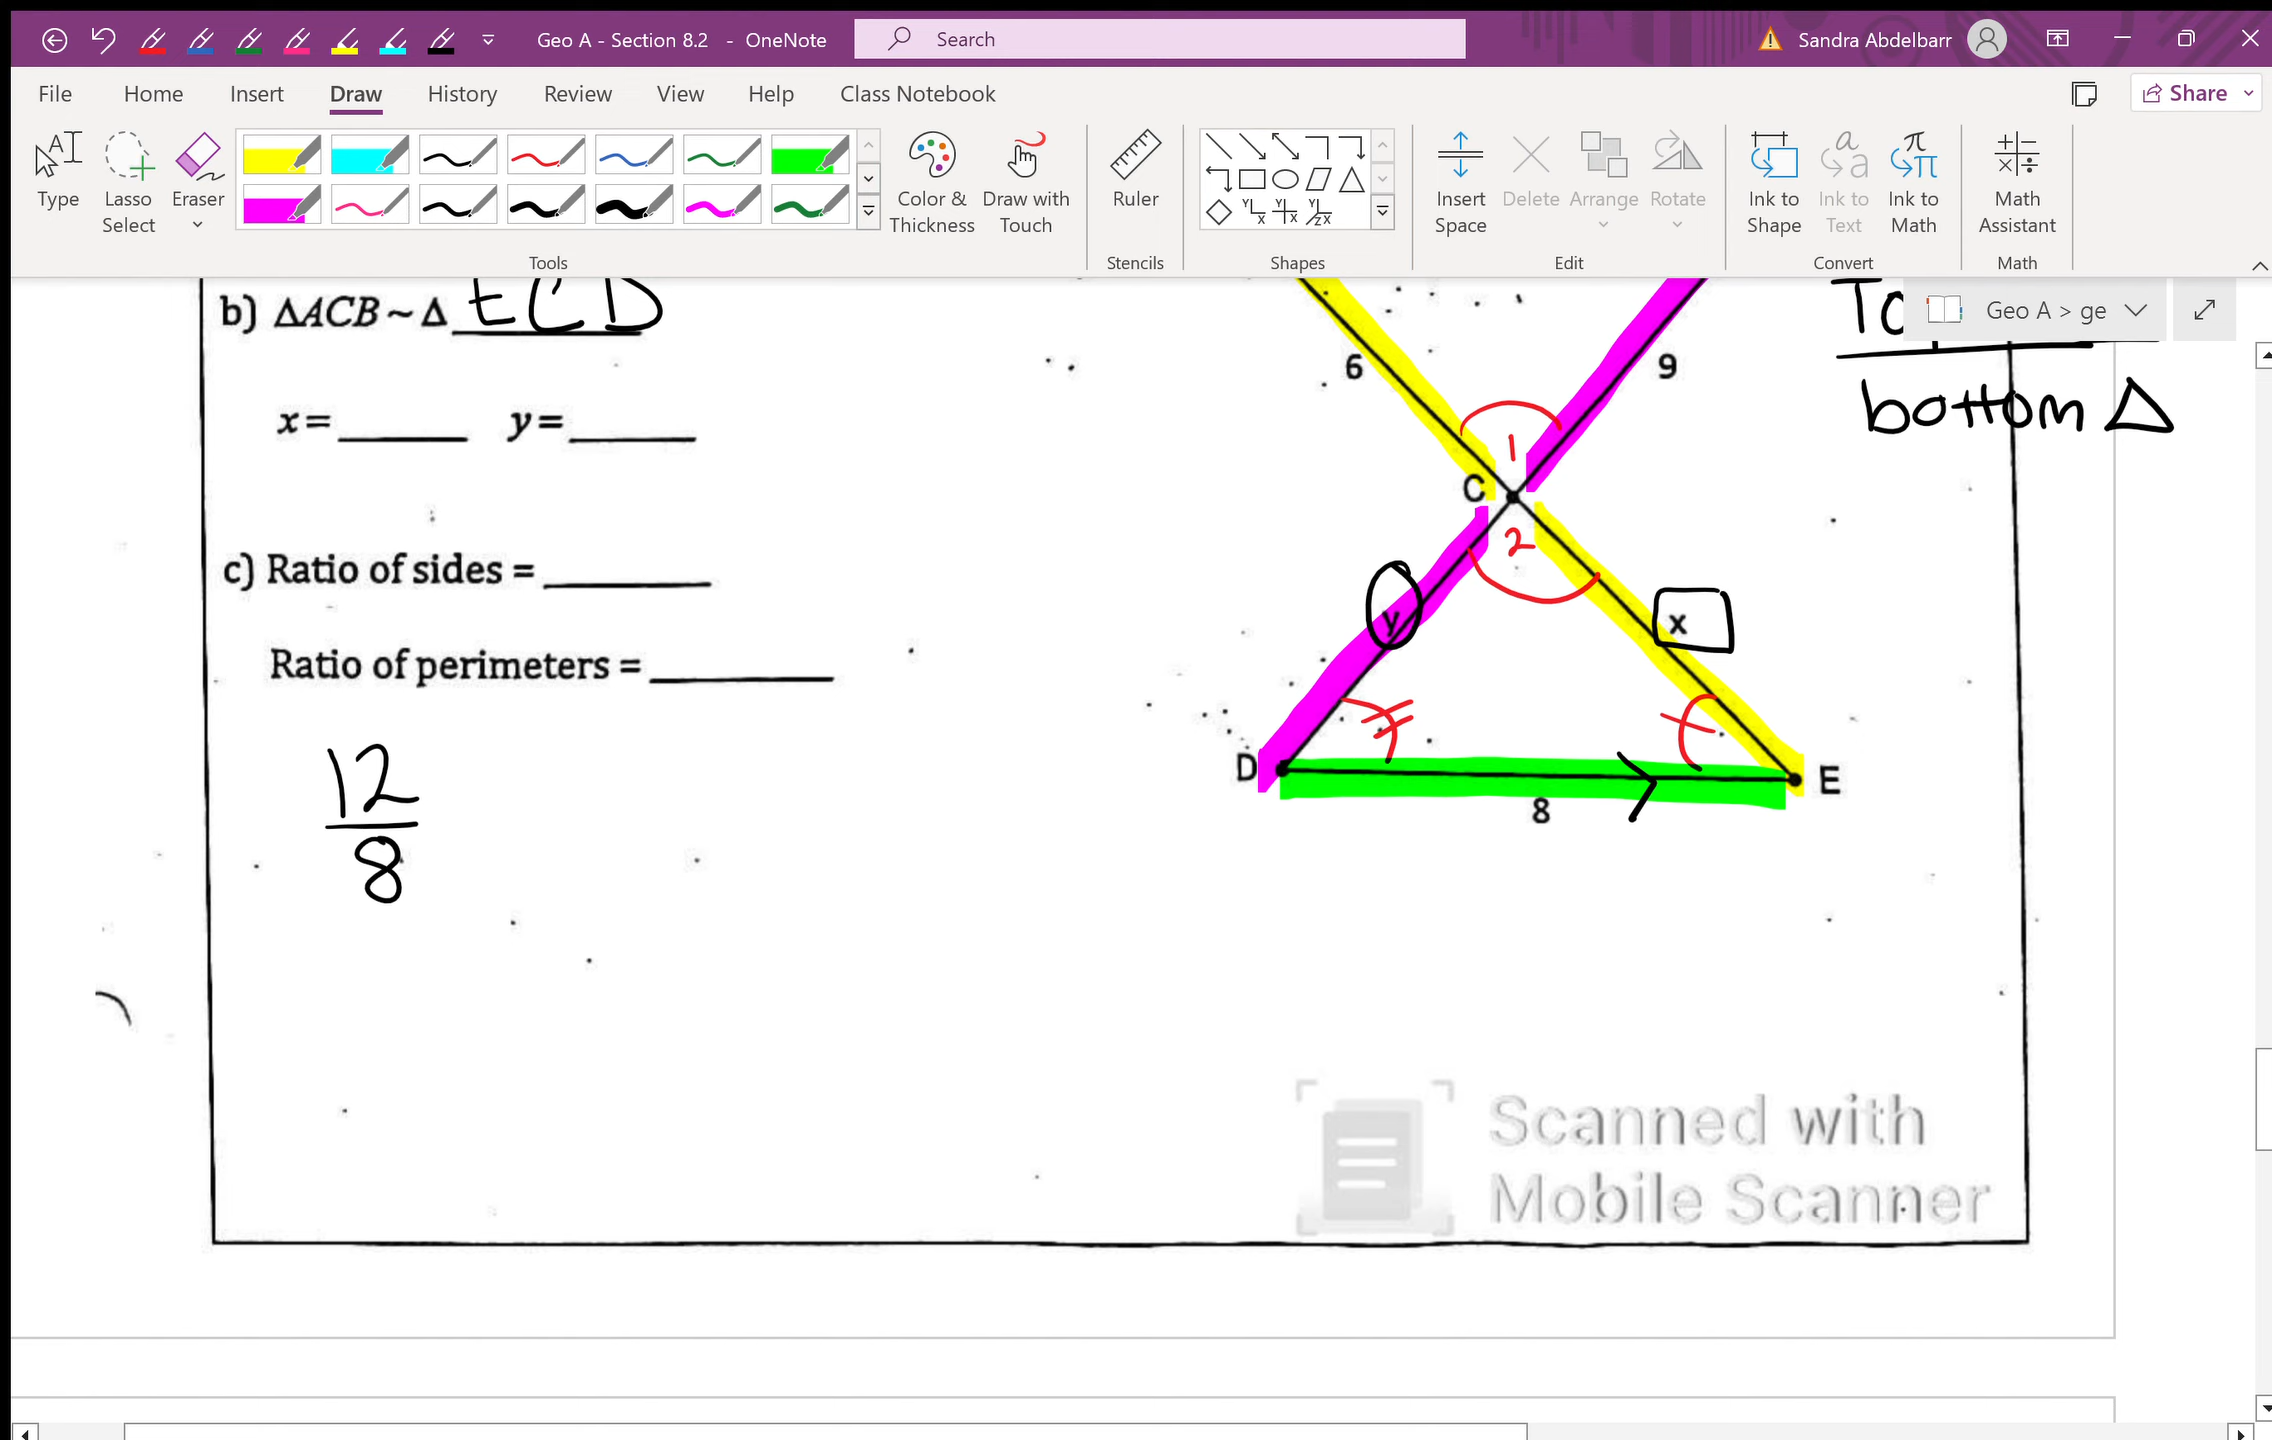 Geo A - Section 8.2 - OneNote
Search
Sandra Abdelbarr
File Home Insert Draw History Review View Help Class Notebook
Share
Type
Lasso Select
Eraser
Color & Thickness
Draw with Touch
Ruler
Insert Space
Delete
Arrange
Rotate
Ink to Shape
Ink to Text
Ink to Math
Math Assistant
Tools Stencils Shapes Edit Convert Math
b) ΔACB ~ Δ ECD
Geo A > ge
bottom Δ
6 9
x= y=
1
C
2
c) Ratio of sides =
y x
Ratio of perimeters =
D E
8
12
8
Scanned with
Mobile Scanner